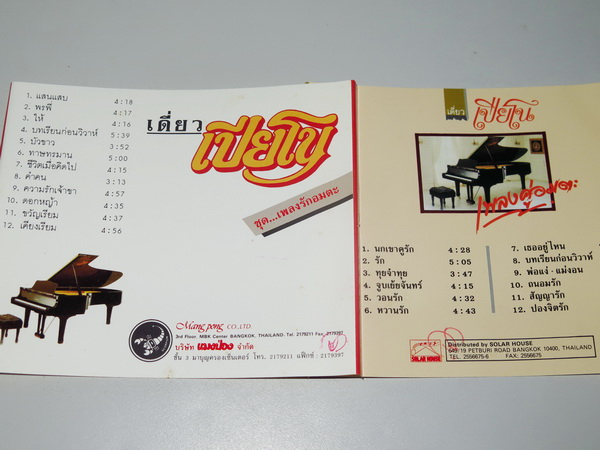 1. แสนแสบ 4:18
2. พรพี่ 4:17
3. ให้ 4:16
4. บทเรียนก่อนวิวาห์ 5:39
5. บัวขาว 3:52
6. ทาษทรมาน 5:00
7. ชีวิตเมื่อคิดไป 4:15
8. คำคน 3:13
9. ความรักเจ้าขา 4:57
10. ดอกหญ้า 4:35
11. ขวัญเรียม 4:37
12. เคียงเรียม 4:56
เดี่ยว
เปียโน
ชุด...เพลงรักอมตะ
Mang pong CO.,LTD.
3rd Floor, MBK Center BANGKOK, THAILAND. Tel. 2179211 Fax. 2179387
บริษัท แมงป่อง จำกัด
ชั้น 3 มาบุญครองเซ็นเตอร์ โทร. 2179211 แฟ็กซ์ : 2179387
เดี่ยว เปียโน
เพลงคู่อมตะ
1. นกเขาคูรัก 4:28
2. รัก 5:05
3. ทุยจ๋าทุย 3:47
4. จูบเย้ยจันทร์ 4:15
5. วอนรัก 4:32
6. หวานรัก 4:43
7. เธออยู่ไหน
8. บทเรียนก่อนวิวาห์
9. พ่อแง่ - แม่งอน
10. ถนอมรัก
11. สัญญารัก
12. ปองจิตรัก
SOLAR HOUSE
Distributed by SOLAR HOUSE
649/19 PETBURI ROAD BANGKOK 10400, THAILAND
TEL. 2556675-6 FAX: 2556675